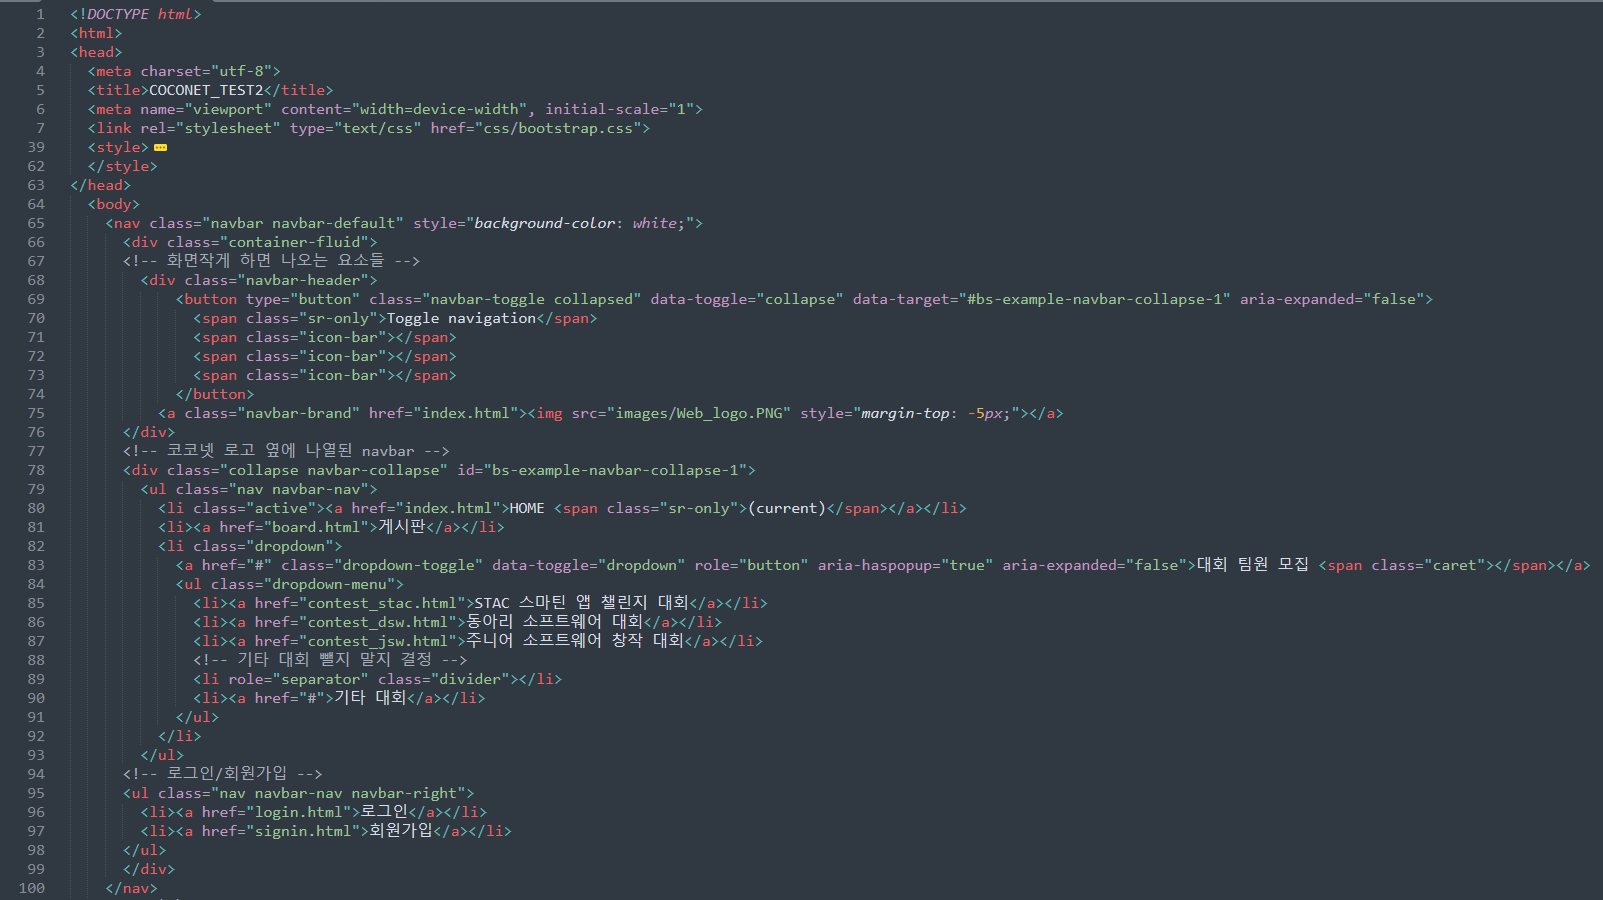 1 <!DOCTYPE html>
2 <html>
3 <head>
4 <meta charset="utf-8">
5 <title>COCONET_TEST2</title>
6 <meta name="viewport" content="width=device-width", initial-scale="1">
7 <link rel="stylesheet" type="text/css" href="css/bootstrap.css">
39 <style>
62 </style>
63 </head>
64 <body>
65 <nav class="navbar navbar-default" style="background-color: white;">
66 <div class="container-fluid">
67 <!-- 화면작게 하면 나오는 요소들 -->
68 <div class="navbar-header">
69 <button type="button" class="navbar-toggle collapsed" data-toggle="collapse" data-target="#bs-example-navbar-collapse-1" aria-expanded="false">
70 <span class="sr-only">Toggle navigation</span>
71 <span class="icon-bar"></span>
72 <span class="icon-bar"></span>
73 <span class="icon-bar"></span>
74 </button>
75 <a class="navbar-brand" href="index.html"><img src="images/Web_logo.PNG" style="margin-top: -5px;"></a>
76 </div>
77 <!-- 코코넷 로고 옆에 나열된 navbar -->
78 <div class="collapse navbar-collapse" id="bs-example-navbar-collapse-1">
79 <ul class="nav navbar-nav">
80 <li class="active"><a href="index.html">HOME <span class="sr-only">(current)</span></a></li>
81 <li><a href="board.html">게시판</a></li>
82 <li class="dropdown">
83 <a href="#" class="dropdown-toggle" data-toggle="dropdown" role="button" aria-haspopup="true" aria-expanded="false">대회 팀원 모집 <span class="caret"></span></a>
84 <ul class="dropdown-menu">
85 <li><a href="contest_stac.html">STAC 스마틴 앱 챌린지 대회</a></li>
86 <li><a href="contest_dsw.html">동아리 소프트웨어 대회</a></li>
87 <li><a href="contest_jsw.html">주니어 소프트웨어 창작 대회</a></li>
88 <!-- 기타 대회 뺄지 말지 결정 -->
89 <li role="separator" class="divider"></li>
90 <li><a href="#">기타 대회</a></li>
91 </ul>
92 </li>
93 </ul>
94 <!-- 로그인/회원가입 -->
95 <ul class="nav navbar-nav navbar-right">
96 <li><a href="login.html">로그인</a></li>
97 <li><a href="signin.html">회원가입</a></li>
98 </ul>
99 </div>
100 </nav>